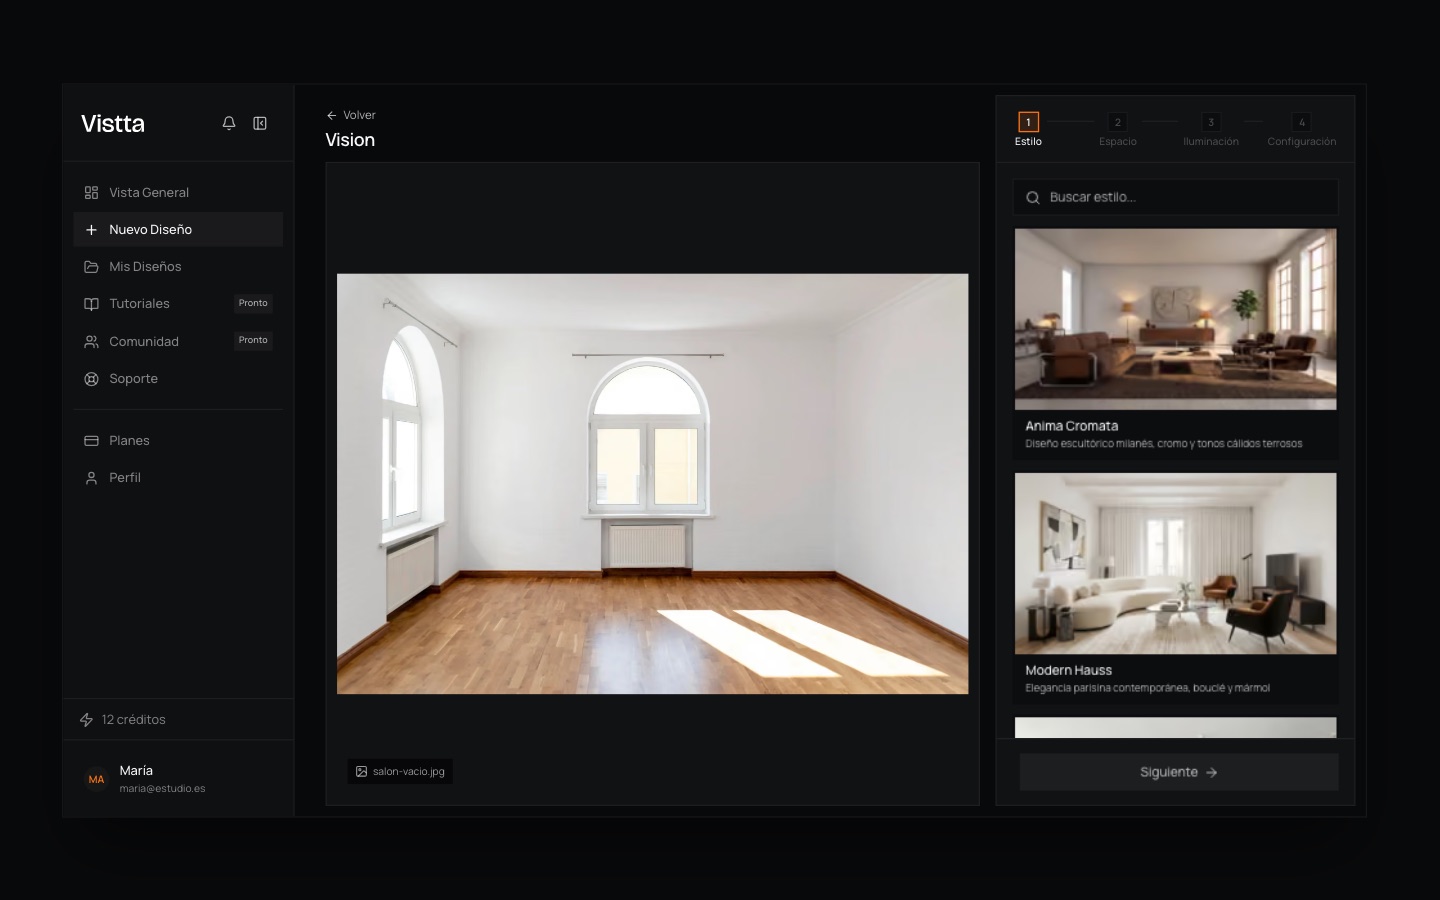 Vistta
Vista General
Nuevo Diseño
Mis Diseños
Tutoriales Pronto
Comunidad Pronto
Soporte
Planes
Perfil
12 créditos
MA
María
maria@estudio.es
Volver
Vision
salon-vacio.jpg
1 2 3 4
Estilo Espacio Iluminación Configuración
Buscar estilo...
Anima Cromata
Diseño escultórico milanés, cromo y tonos cálidos terrosos
Modern Hauss
Elegancia parisina contemporánea, bouclé y mármol
Siguiente